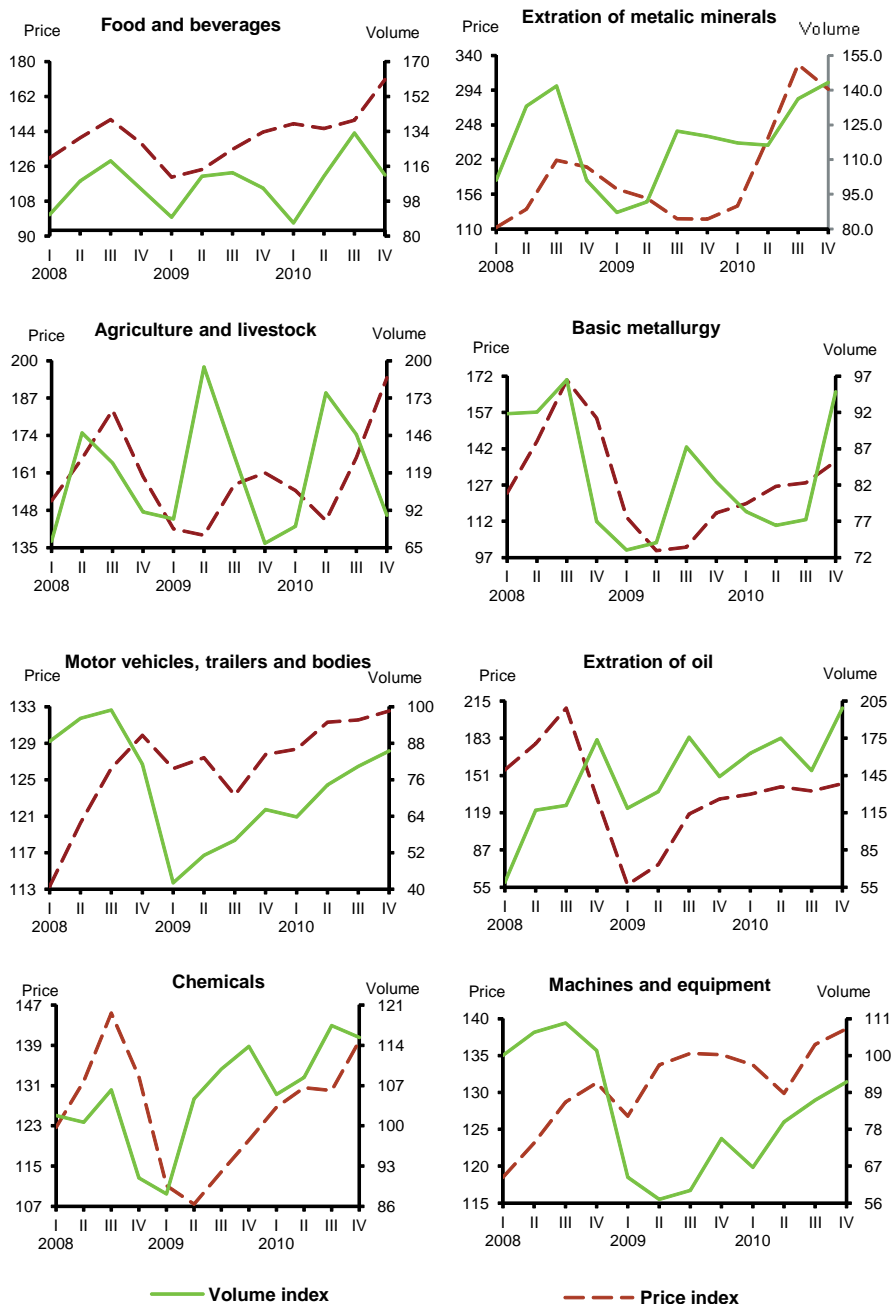 Food and beverages
Price
Volume
180
162
144
126
108
90
170
152
134
116
98
80
I II III IV I II III IV I II III IV
2008 2009 2010
Extration of metalic minerals
Price
Volume
340
294
248
202
156
110
155.0
140.0
125.0
110.0
95.0
80.0
I II III IV I II III IV I II III IV
2008 2009 2010
Agriculture and livestock
Price
Volume
200
187
174
161
148
135
200
173
146
119
92
65
I II III IV I II III IV I II III IV
2008 2009 2010
Basic metallurgy
Price
Volume
172
157
142
127
112
97
97
92
87
82
77
72
I II III IV I II III IV I II III IV
2008 2009 2010
Motor vehicles, trailers and bodies
Price
Volume
133
129
125
121
117
113
100
88
76
64
52
40
I II III IV I II III IV I II III IV
2008 2009 2010
Extration of oil
Price
Volume
215
183
151
119
87
55
205
175
145
115
85
55
I II III IV I II III IV I II III IV
2008 2009 2010
Chemicals
Price
Volume
147
139
131
123
115
107
121
114
107
100
93
86
I II III IV I II III IV I II III IV
2008 2009 2010
Machines and equipment
Price
Volume
140
135
130
125
120
115
111
100
89
78
67
56
I II III IV I II III IV I II III IV
2008 2009 2010
Volume index
Price index